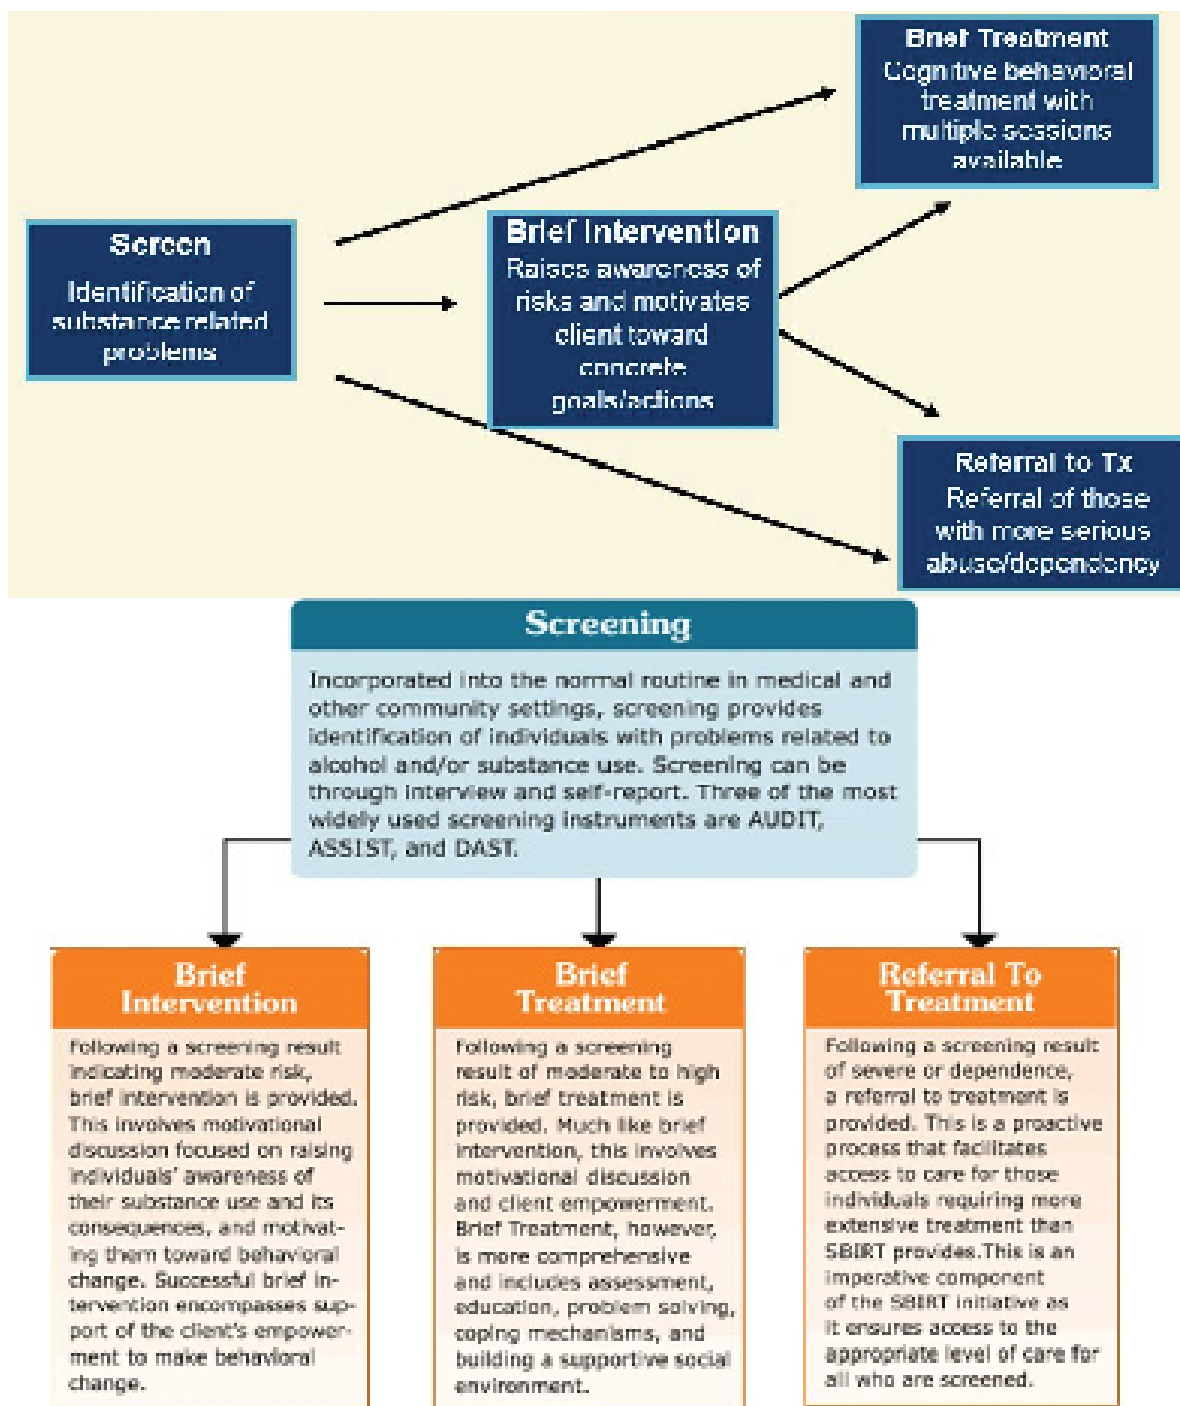 Brief Treatment
Cognitive behavioral
treatment with
multiple sessions
available
Screen
Identification of
substance related
problems
Brief Intervention
Raises awareness of
risks and motivates
client toward
concrete
goals/actions
Referral to Tx
Referral of those
with more serious
abuse/dependency
Screening
Incorporated into the normal routine in medical and
other community settings, screening provides
identification of individuals with problems related to
alcohol and/or substance use. Screening can be
through interview and self-report. Three of the most
widely used screening instruments are AUDIT,
ASSIST, and DAST.
Brief
Intervention
Following a screening result
indicating moderate risk,
brief intervention is provided.
This involves motivational
discussion focused on raising
individuals' awareness of
their substance use and its
consequences, and motivat-
ing them toward behavioral
change. Successful brief in-
tervention encompasses sup-
port of the client's empower-
ment to make behavioral
change.
Brief
Treatment
Following a screening
result of moderate to high
risk, brief treatment is
provided. Much like brief
intervention, this involves
motivational discussion
and client empowerment.
Brief Treatment, however,
is more comprehensive
and includes assessment,
education, problem solving,
coping mechanisms, and
building a supportive social
environment.
Referral To
Treatment
Following a screening result
of severe or dependence,
a referral to treatment is
provided. This is a proactive
process that facilitates
access to care for those
individuals requiring more
extensive treatment than
SBIRT provides.This is an
imperative component
of the SBIRT initiative as
it ensures access to the
appropriate level of care for
all who are screened.